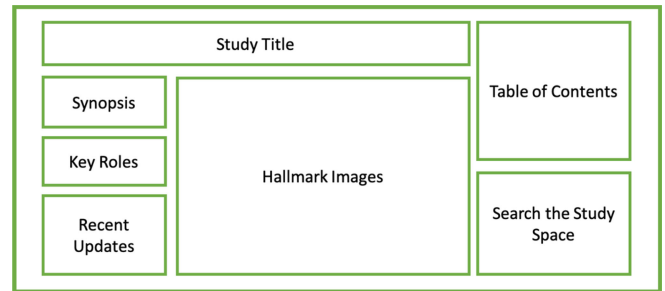 Study Title
Table of Contents
Synopsis
Key Roles
Hallmark Images
Recent
Updates
Search the Study
Space